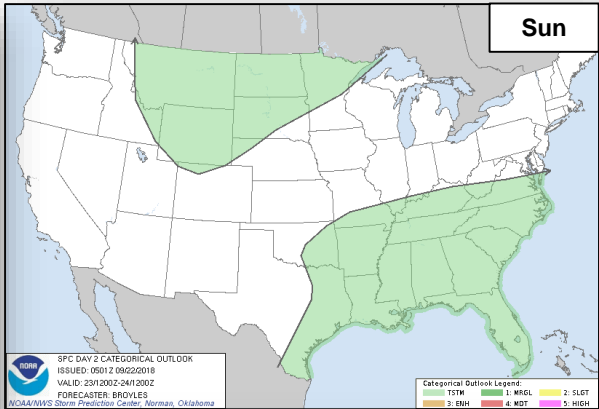 Sun
NOAA
SPC DAY 2 CATEGORICAL OUTLOOK
ISSUED: 0501Z 09/22/2018
VALID: 23/1200Z-24/1200Z
FORECASTER: BROYLES
NOAA/NWS Storm Prediction Center, Norman, Oklahoma
Categorical Outlook Legend:
TSTM 1: MRGL 2: SLGT
3: ENH 4: MDT 5: HIGH